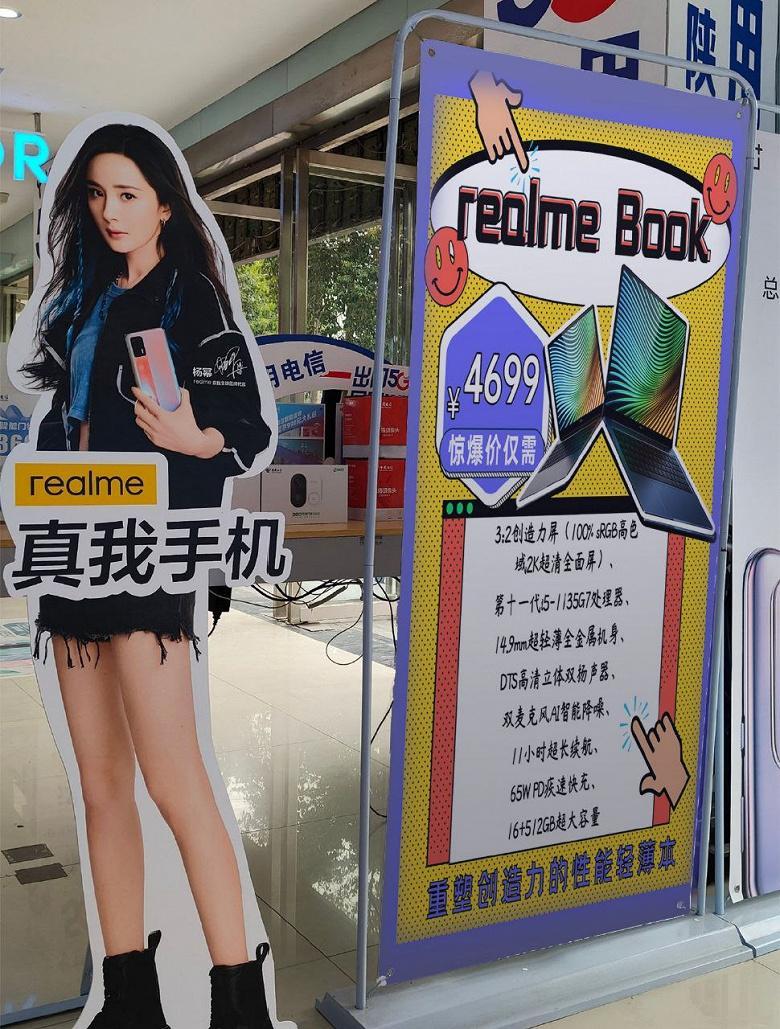 OR
陕
用
realme Book
¥4699
惊爆价仅需
3:2创造力屏（100% sRGB高色
域2K超清全面屏）、
第十一代i5-1135G7处理器、
14.9mm超轻薄全金属机身、
DTS高清立体双扬声器、
双麦克风AI智能降噪、
11小时超长续航、
65W PD疾速快充、
16+512GB超大容量
重塑创造力的性能轻薄本
杨幂
realme
realme
真我手机
用电信
5G
总